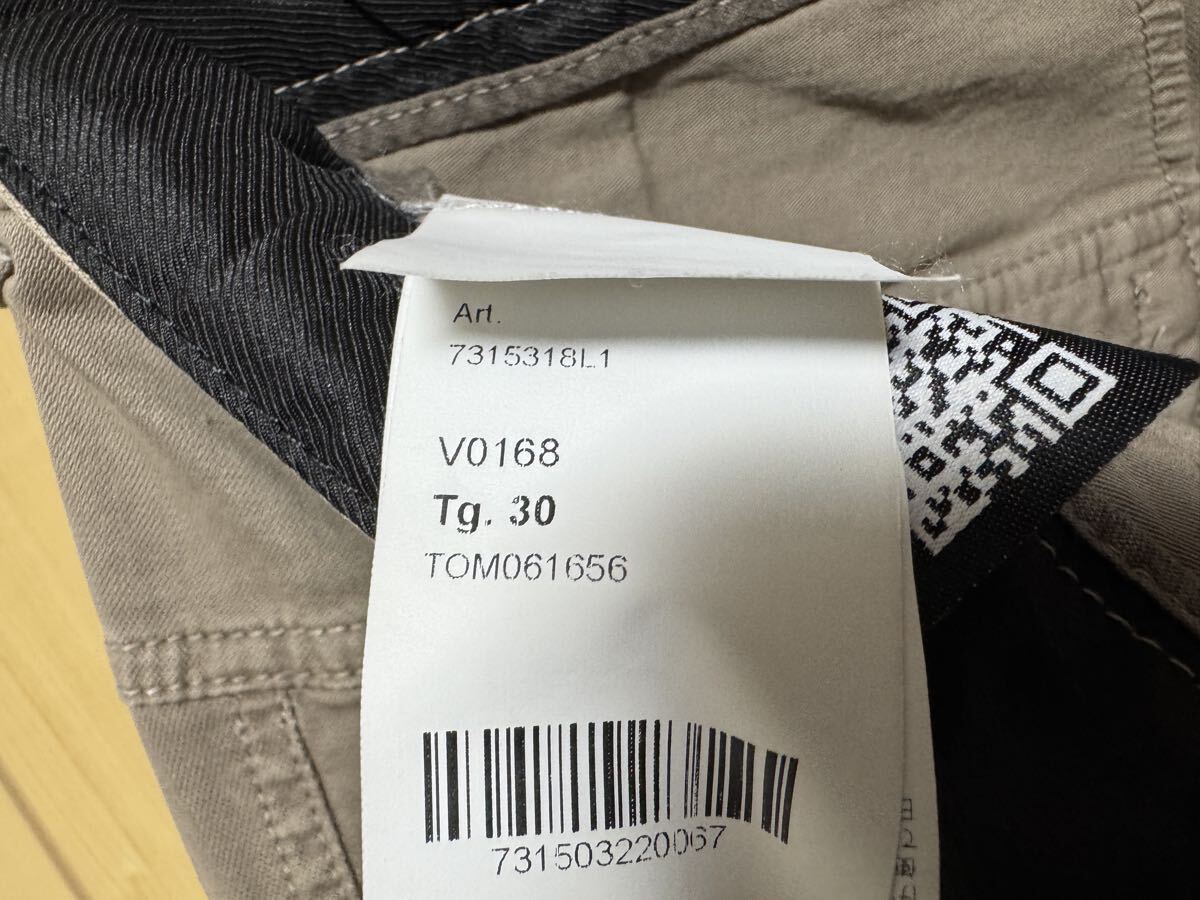 Art.
7315318L1
V0168
Tg. 30
TOM061656
731503220067